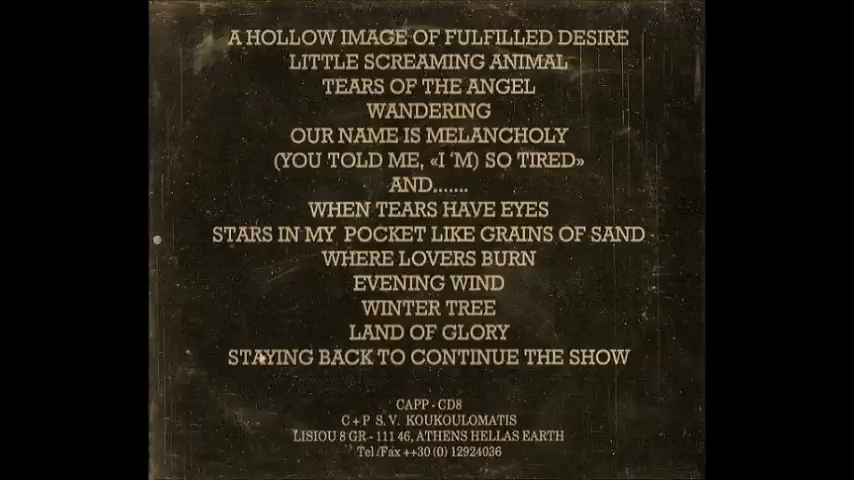 A HOLLOW IMAGE OF FULFILLED DESIRE
LITTLE SCREAMING ANIMAL
TEARS OF THE ANGEL
WANDERING
OUR NAME IS MELANCHOLY
(YOU TOLD ME, «I ´M) SO TIRED»
AND.......
WHEN TEARS HAVE EYES
STARS IN MY POCKET LIKE GRAINS OF SAND
WHERE LOVERS BURN
EVENING WIND
WINTER TREE
LAND OF GLORY
STAYING BACK TO CONTINUE THE SHOW
CAPP - CD8
C + P S. V. KOUKOULOMATIS
LISIOU 8 GR - 111 46, ATHENS HELLAS EARTH
Tel /Fax ++30 (0) 12924036